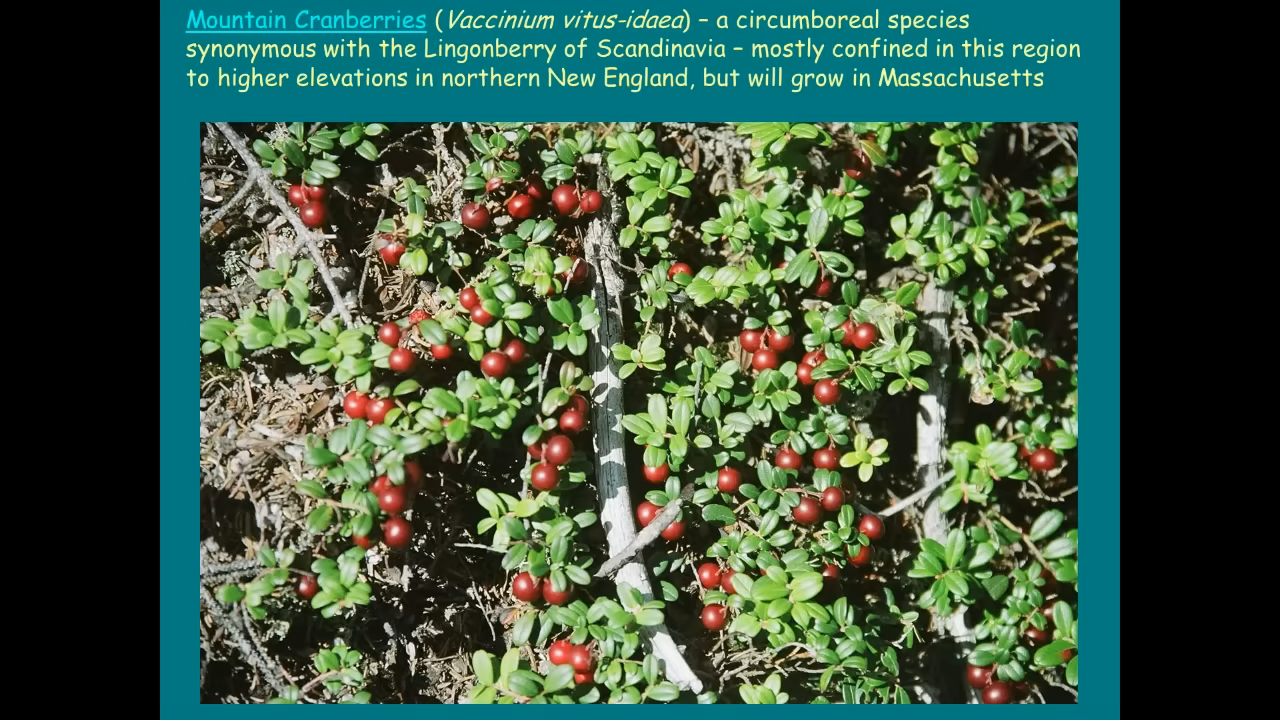 Mountain Cranberries (Vaccinium vitus-idaea) – a circumboreal species
synonymous with the Lingonberry of Scandinavia – mostly confined in this region
to higher elevations in northern New England, but will grow in Massachusetts